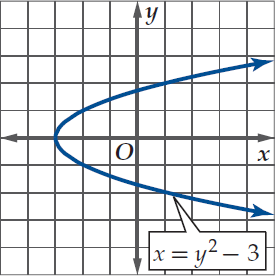 y
O
x
x = y² − 3